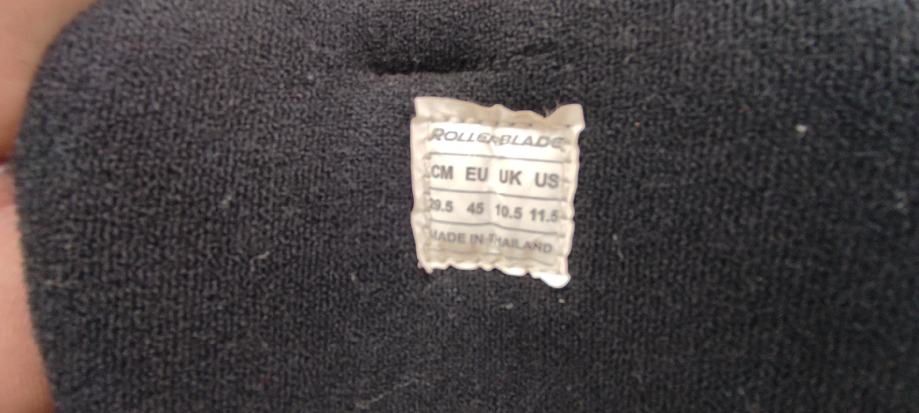 ROLLERBLADE
CM EU UK US
29.5 45 10.5 11.5
MADE IN THAILAND